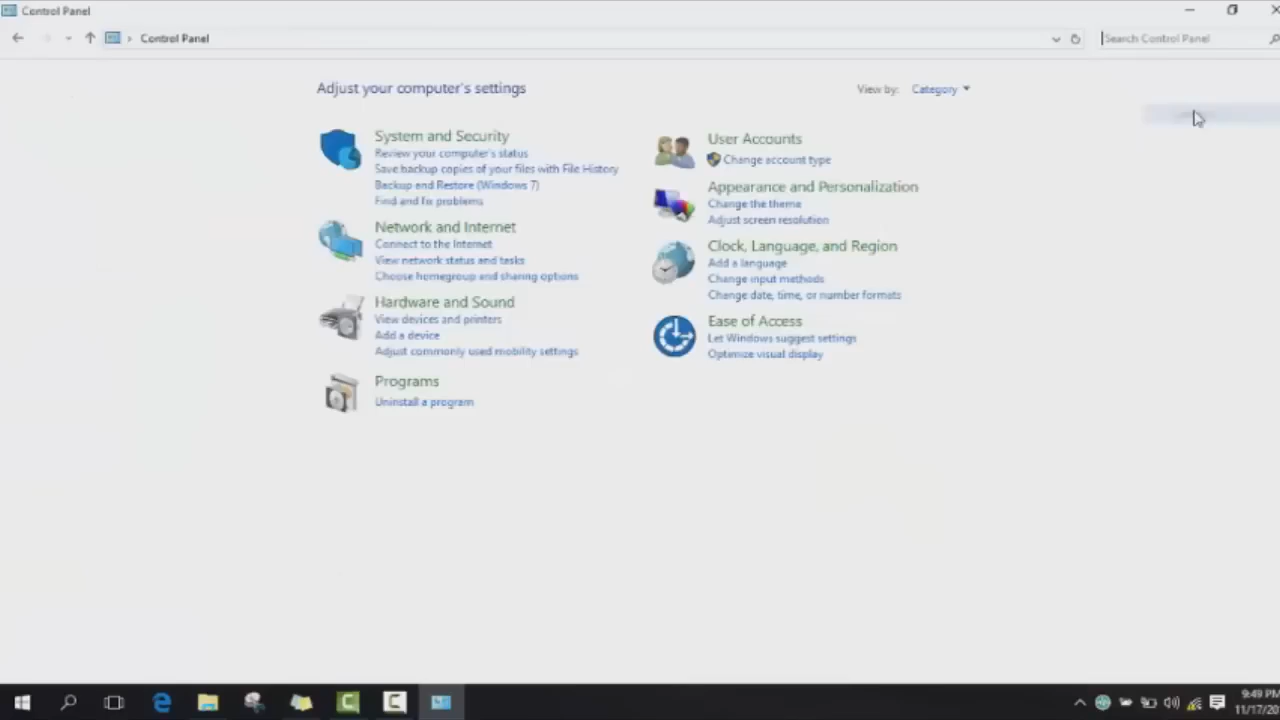 Control Panel
Control Panel
Search Control Panel
Adjust your computer's settings
View by: Category
System and Security
Review your computer's status
Save backup copies of your files with File History
Backup and Restore (Windows 7)
Find and fix problems
Network and Internet
Connect to the Internet
View network status and tasks
Choose homegroup and sharing options
Hardware and Sound
View devices and printers
Add a device
Adjust commonly used mobility settings
Programs
Uninstall a program
User Accounts
Change account type
Appearance and Personalization
Change the theme
Adjust screen resolution
Clock, Language, and Region
Add a language
Change input methods
Change date, time, or number formats
Ease of Access
Let Windows suggest settings
Optimize visual display
9:49 PM
11/17/20